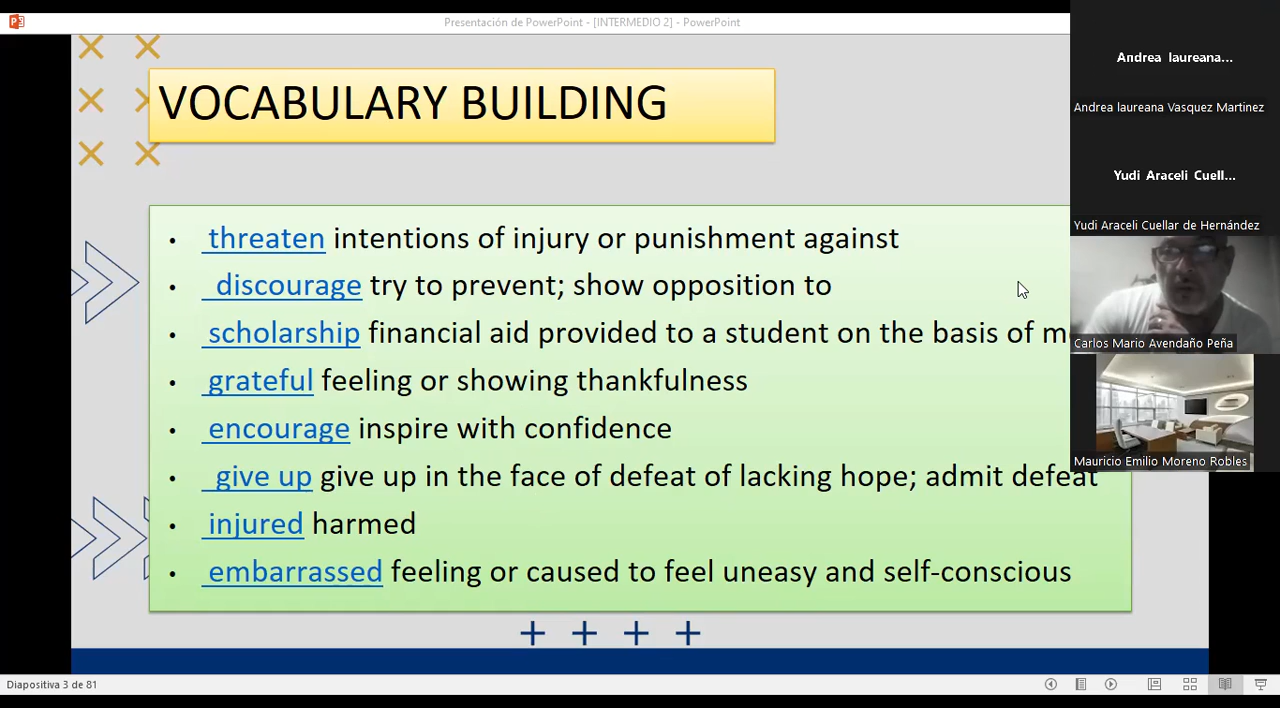 Presentación de PowerPoint - [INTERMEDIO 2] - PowerPoint
Andrea laureana...
Andrea laureana Vasquez Martinez
Yudi Araceli Cuell...
Yudi Araceli Cuellar de Hernández
Carlos Mario Avendaño Peña
Mauricio Emilio Moreno Robles
VOCABULARY BUILDING
• threaten intentions of injury or punishment against
• discourage try to prevent; show opposition to
• scholarship financial aid provided to a student on the basis of
• grateful feeling or showing thankfulness
• encourage inspire with confidence
• give up give up in the face of defeat of lacking hope; admit defeat
• injured harmed
• embarrassed feeling or caused to feel uneasy and self-conscious
Diapositiva 3 de 81